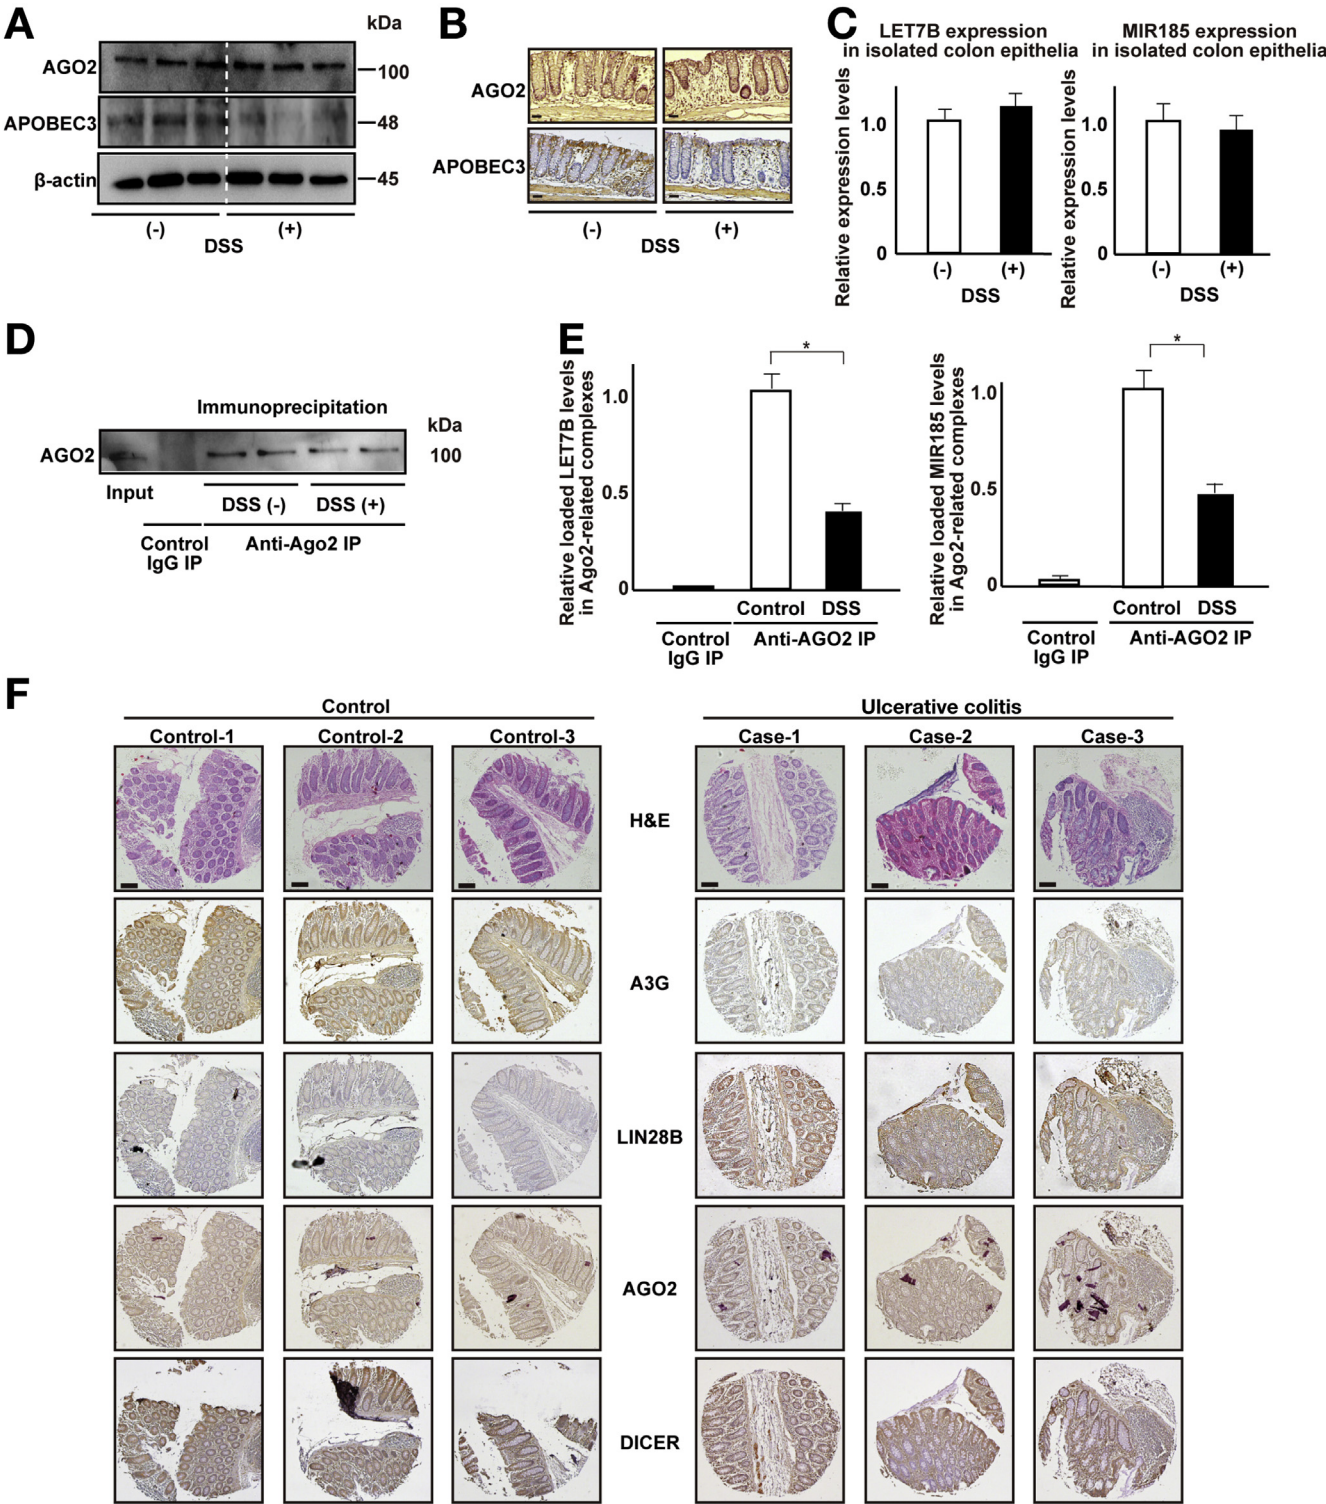 A
kDa
AGO2
100
APOBEC3
48
β-actin
45
(-)
(+)
DSS
B
AGO2
APOBEC3
(-)
(+)
DSS
C
LET7B expression
in isolated colon epithelia
Relative expression levels
1.0
0.5
0
(-)
(+)
DSS
MIR185 expression
in isolated colon epithelia
Relative expression levels
1.0
0.5
0
(-)
(+)
DSS
D
Immunoprecipitation
kDa
AGO2
100
Input
DSS (-)
DSS (+)
Control
IgG IP
Anti-Ago2 IP
E
Relative loaded LET7B levels
in Ago2-related complexes
1.0
0.5
0
*
Control
DSS
Control
IgG IP
Anti-AGO2 IP
Relative loaded MIR185 levels
in Ago2-related complexes
1.0
0.5
0
*
Control
DSS
Control
IgG IP
Anti-AGO2 IP
F
Control
Ulcerative colitis
Control-1
Control-2
Control-3
Case-1
Case-2
Case-3
H&E
A3G
LIN28B
AGO2
DICER